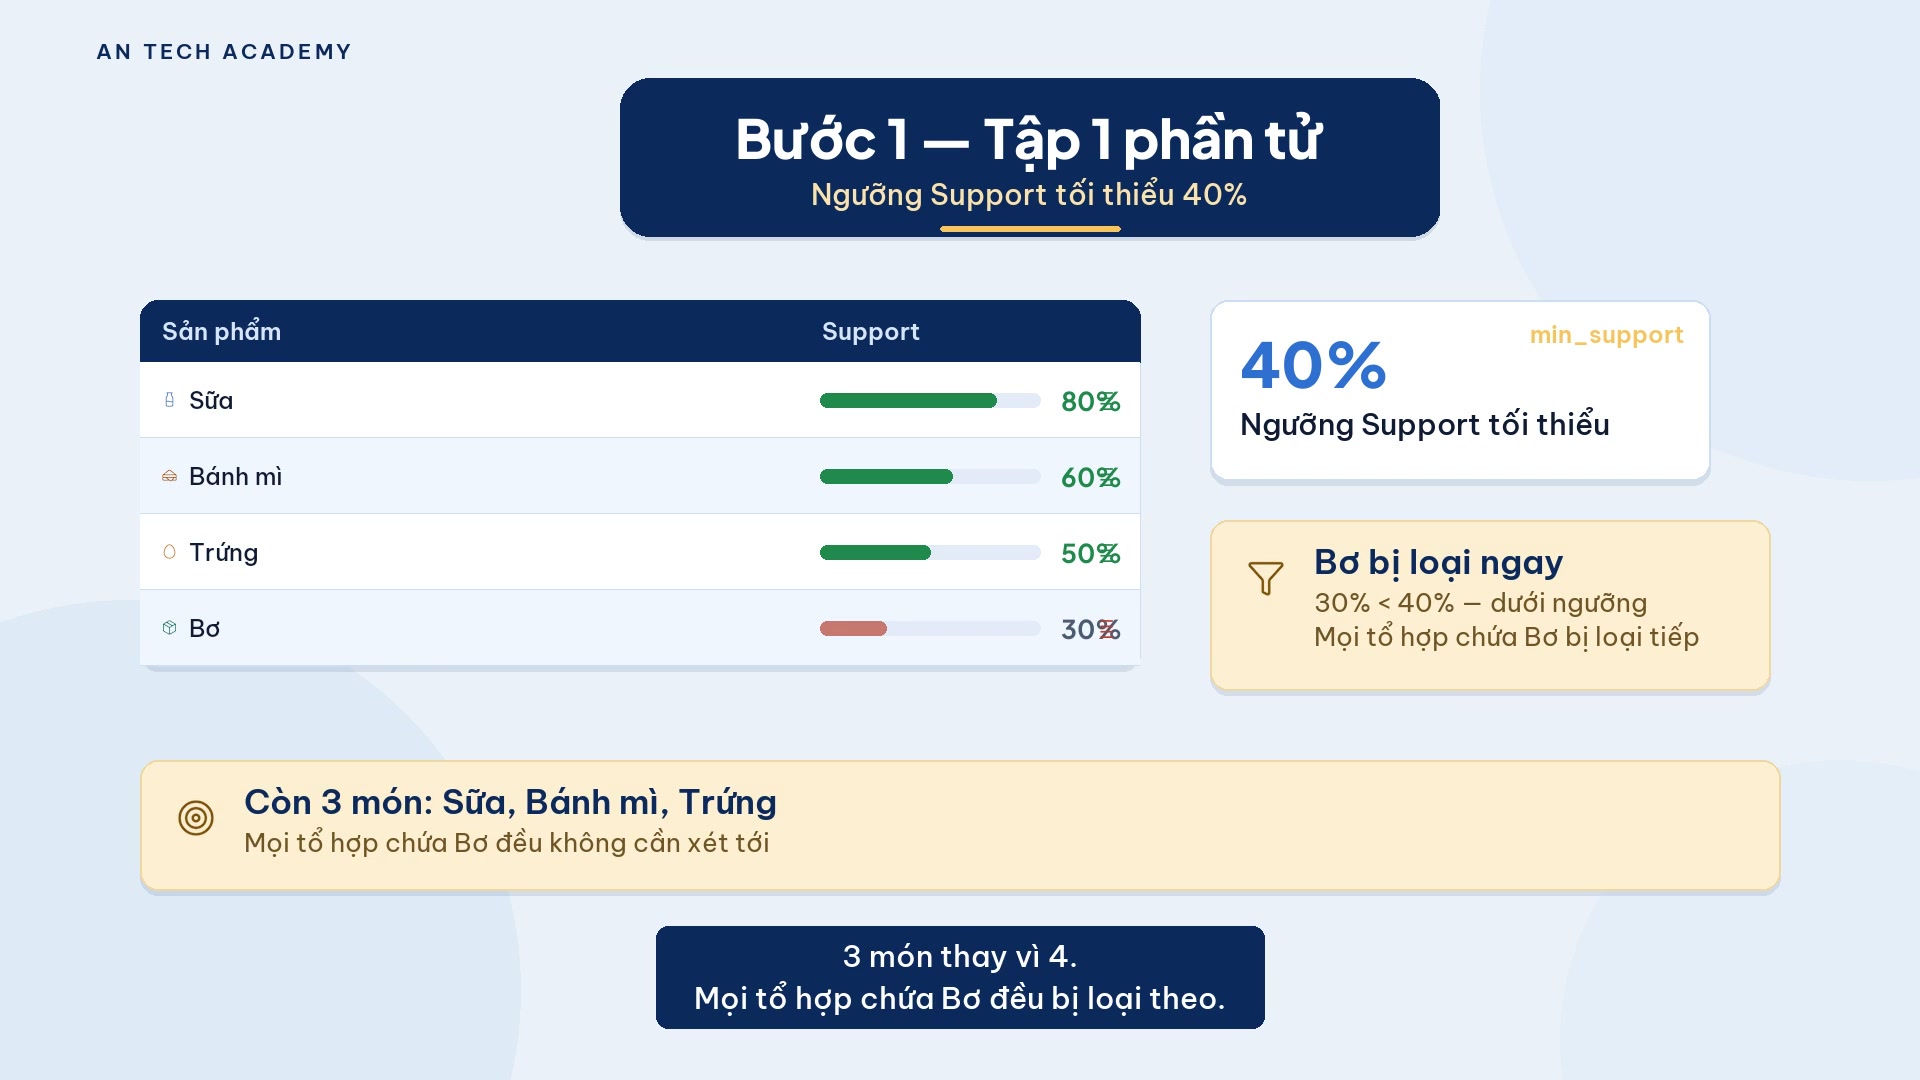 AN TECH ACADEMY
Bước 1 — Tập 1 phần tử
Ngưỡng Support tối thiểu 40%
Sản phẩm Support
Sữa 80%
Bánh mì 60%
Trứng 50%
Bơ 30%
min_support
40%
Ngưỡng Support tối thiểu
Bơ bị loại ngay
30% < 40% — dưới ngưỡng
Mọi tổ hợp chứa Bơ bị loại tiếp
Còn 3 món: Sữa, Bánh mì, Trứng
Mọi tổ hợp chứa Bơ đều không cần xét tới
3 món thay vì 4.
Mọi tổ hợp chứa Bơ đều bị loại theo.